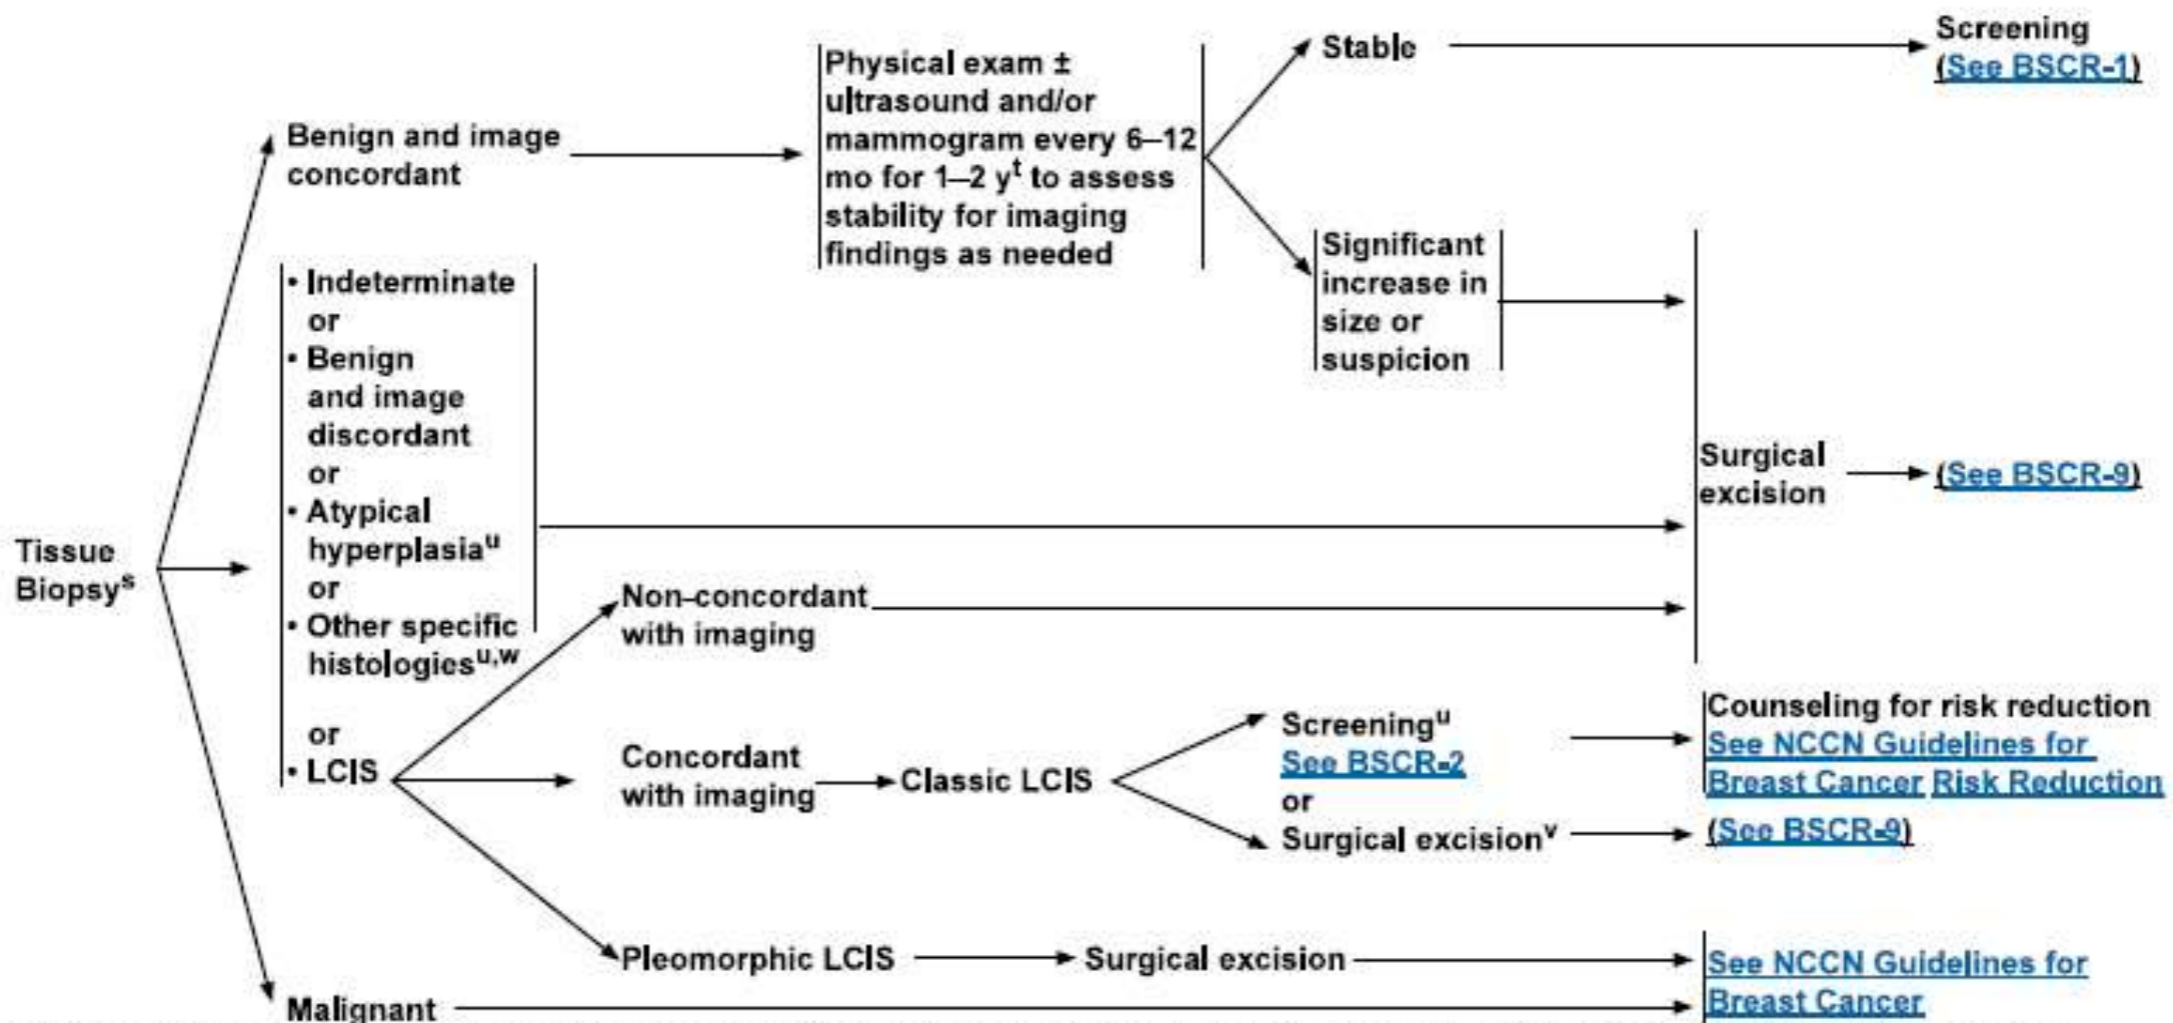 Tissue
Biopsys
Benign and image
concordant
Physical exam ±
ultrasound and/or
mammogram every 6–12
mo for 1–2 yt to assess
stability for imaging
findings as needed
Stable
Screening
(See BSCR-1)
Significant
increase in
size or
suspicion
• Indeterminate
or
• Benign
and image
discordant
or
• Atypical
hyperplasiau
or
• Other specific
histologiesu,w
or
• LCIS
Surgical
excision
(See BSCR-9)
Non-concordant
with imaging
Concordant
with imaging
Classic LCIS
Screeningu
See BSCR-2
or
Surgical excisionv
Counseling for risk reduction
See NCCN Guidelines for
Breast Cancer Risk Reduction
(See BSCR-9)
Pleomorphic LCIS
Surgical excision
See NCCN Guidelines for
Breast Cancer
Malignant